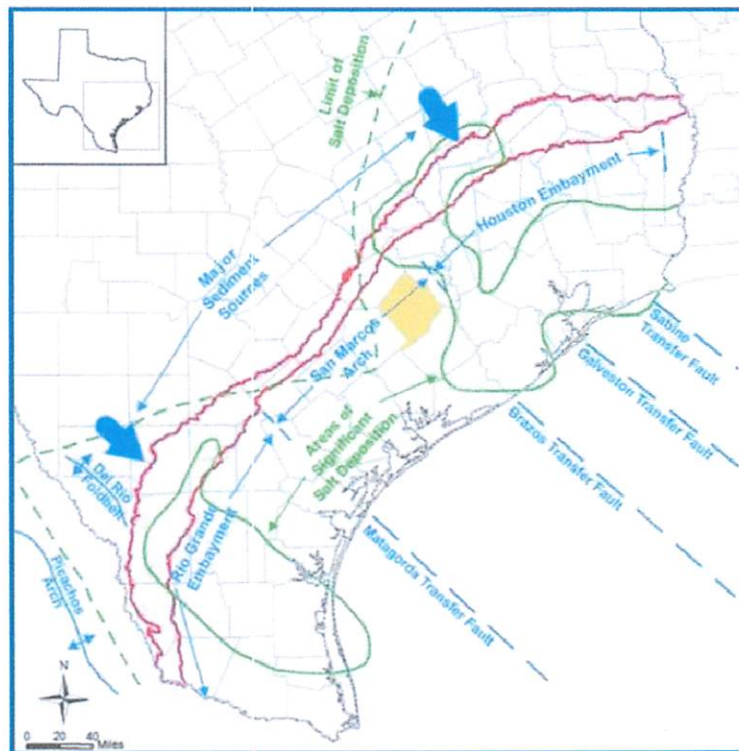 Limit of
Salt Deposition
Major
Sediment
Sources
Houston Embayment
San Marcos
Arch
Sabine
Transfer Fault
Galveston Transfer Fault
Brazos Transfer Fault
Matagorda Transfer Fault
Areas of
Significant
Salt Deposition
Del Rio
Foldbelt
Rio Grande
Embayment
Picachos
Arch
N
0 20 40
Miles